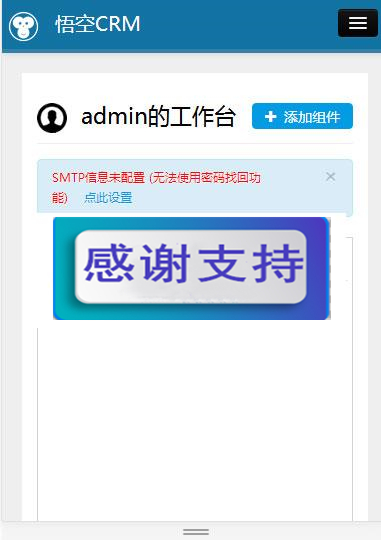 悟空CRM
admin的工作台
添加组件
SMTP信息未配置 (无法使用密码找回功
能) 点此设置
×
感谢支持